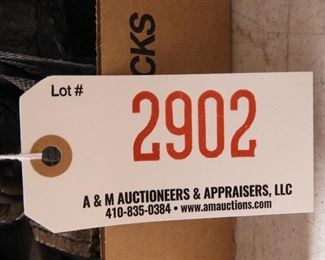 CKS
Lot #
2902
A & M AUCTIONEERS & APPRAISERS, LLC
410-835-0384 • www.amauctions.com